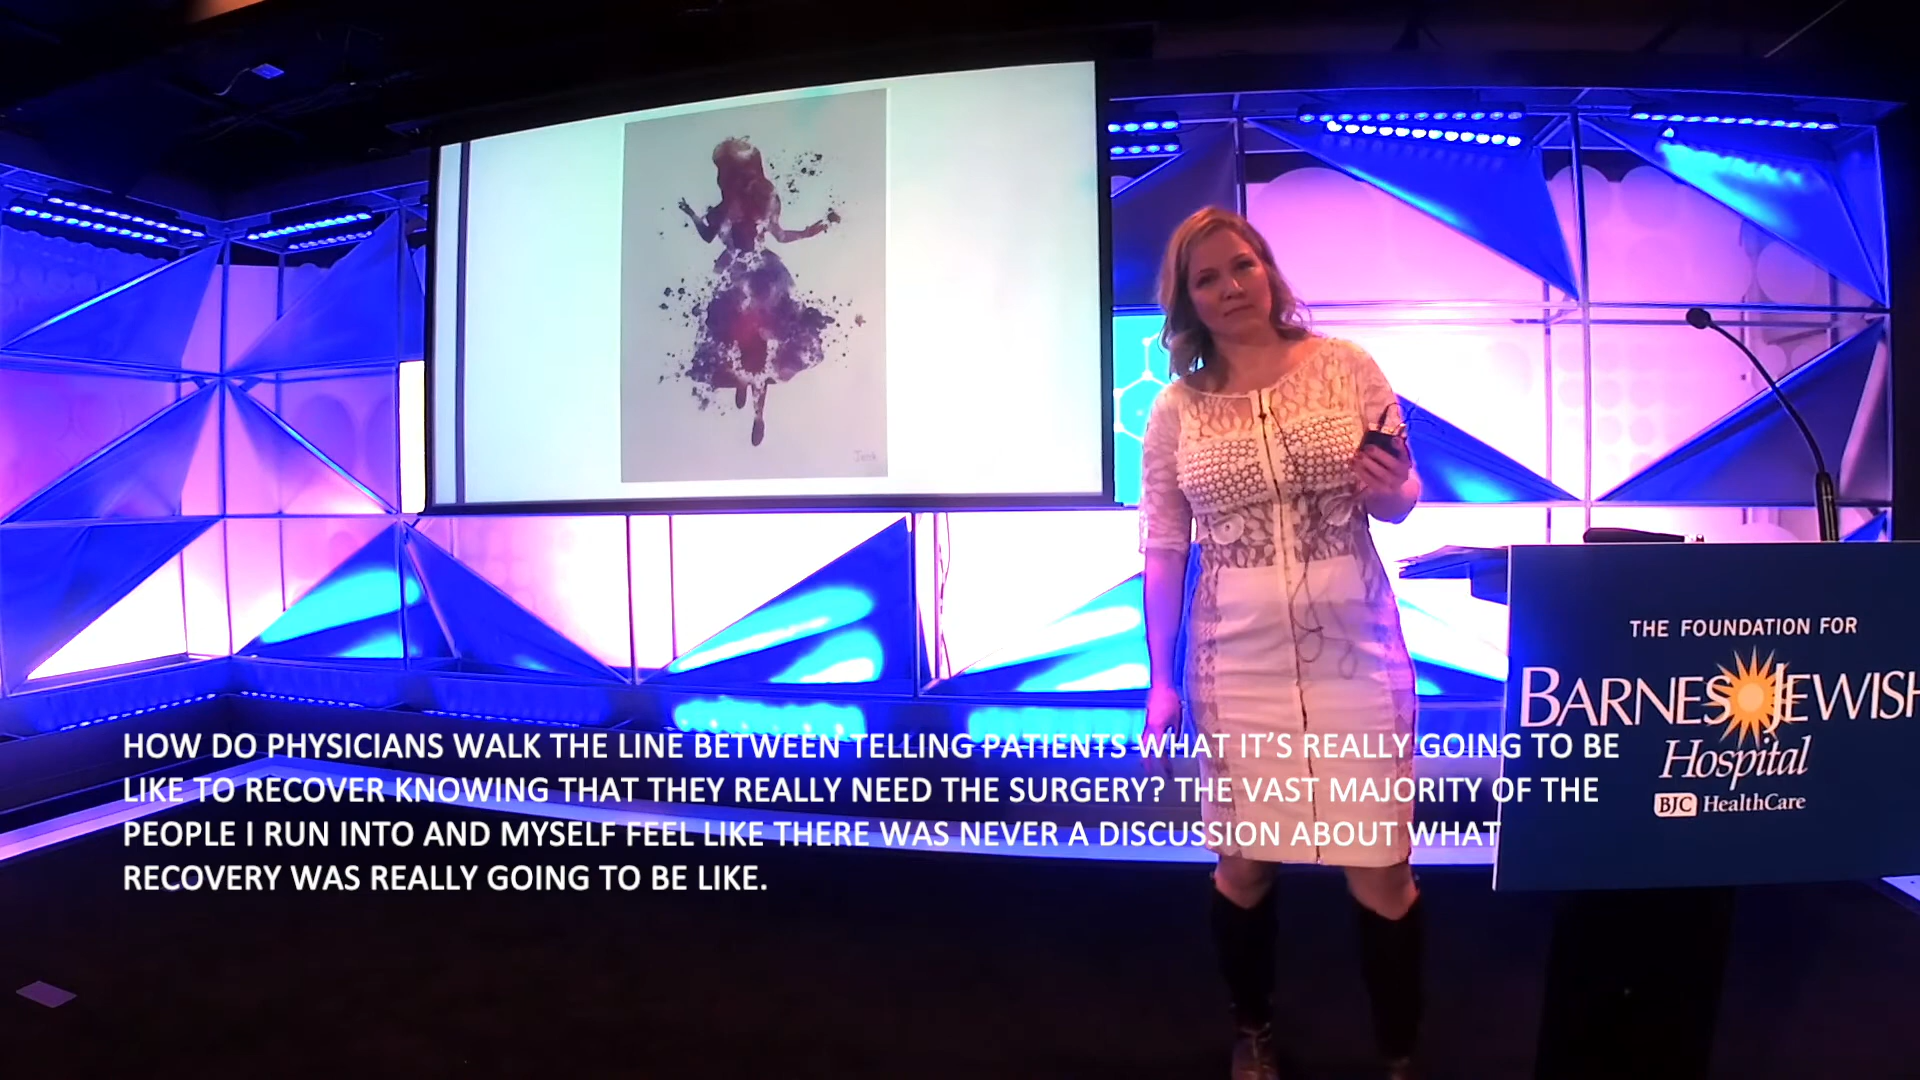 THE FOUNDATION FOR
BARNES JEWISH
Hospital
BJC HealthCare
HOW DO PHYSICIANS WALK THE LINE BETWEEN TELLING PATIENTS WHAT IT’S REALLY GOING TO BE
LIKE TO RECOVER KNOWING THAT THEY REALLY NEED THE SURGERY? THE VAST MAJORITY OF THE
PEOPLE I RUN INTO AND MYSELF FEEL LIKE THERE WAS NEVER A DISCUSSION ABOUT WHAT
RECOVERY WAS REALLY GOING TO BE LIKE.